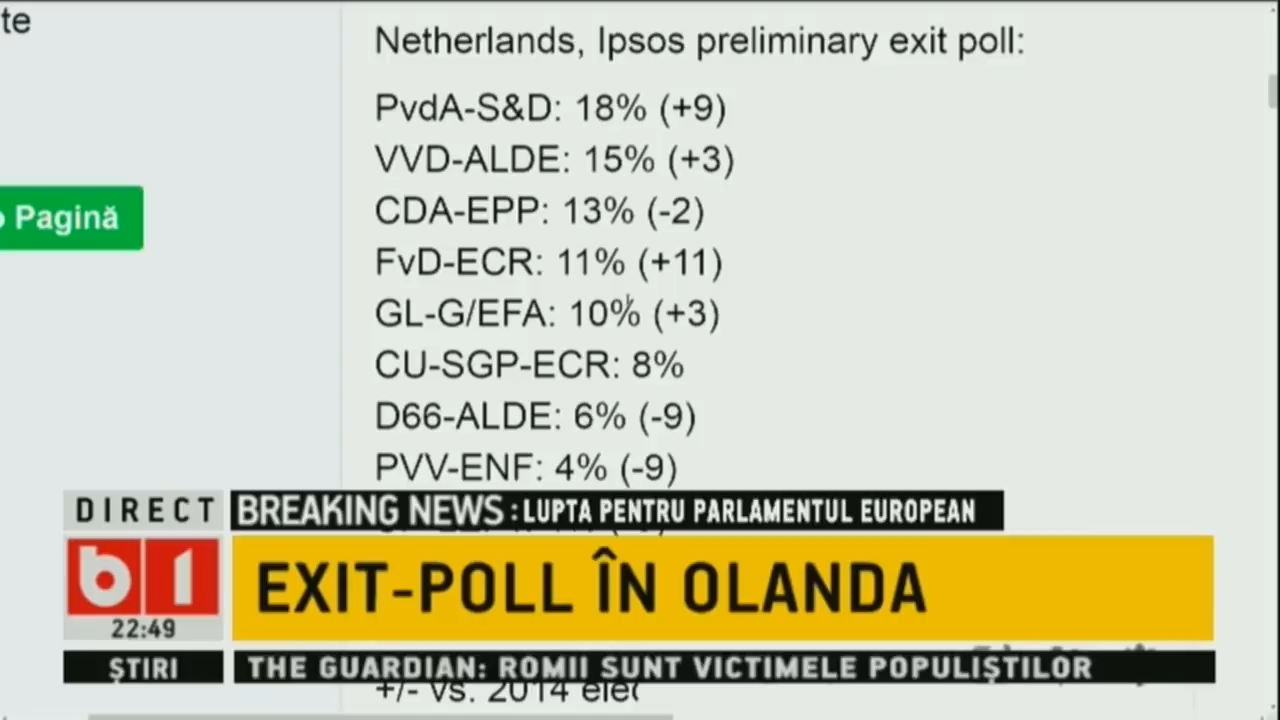 te
Pagină
Netherlands, Ipsos preliminary exit poll:
PvdA-S&D: 18% (+9)
VVD-ALDE: 15% (+3)
CDA-EPP: 13% (-2)
FvD-ECR: 11% (+11)
GL-G/EFA: 10% (+3)
CU-SGP-ECR: 8%
D66-ALDE: 6% (-9)
PVV-ENF: 4% (-9)
DIRECT
BREAKING NEWS : LUPTA PENTRU PARLAMENTUL EUROPEAN
b1
EXIT-POLL ÎN OLANDA
22:49
ȘTIRI
THE GUARDIAN: ROMII SUNT VICTIMELE POPULIȘTILOR
+/- vs. 2014 elec